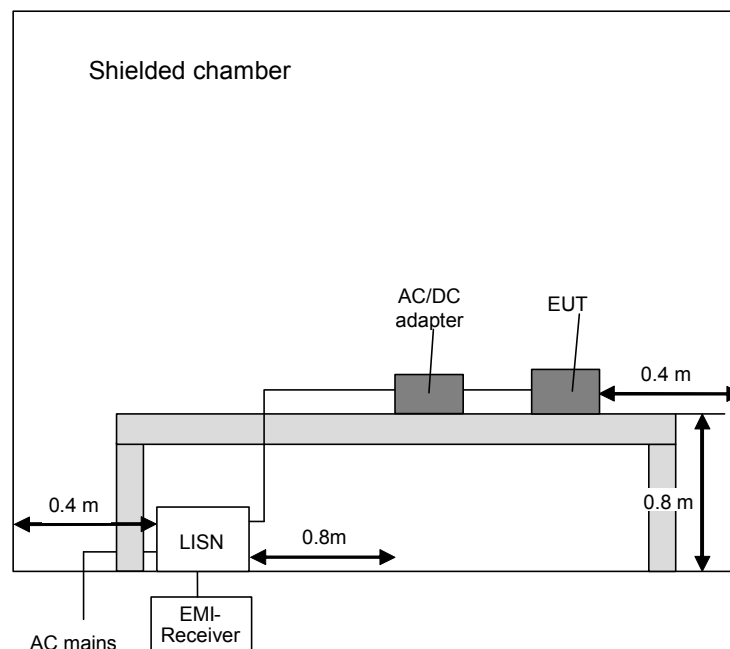 Shielded chamber
AC/DC
adapter
EUT
0.4 m
0.4 m
0.8 m
LISN
0.8m
EMI-
Receiver
AC mains